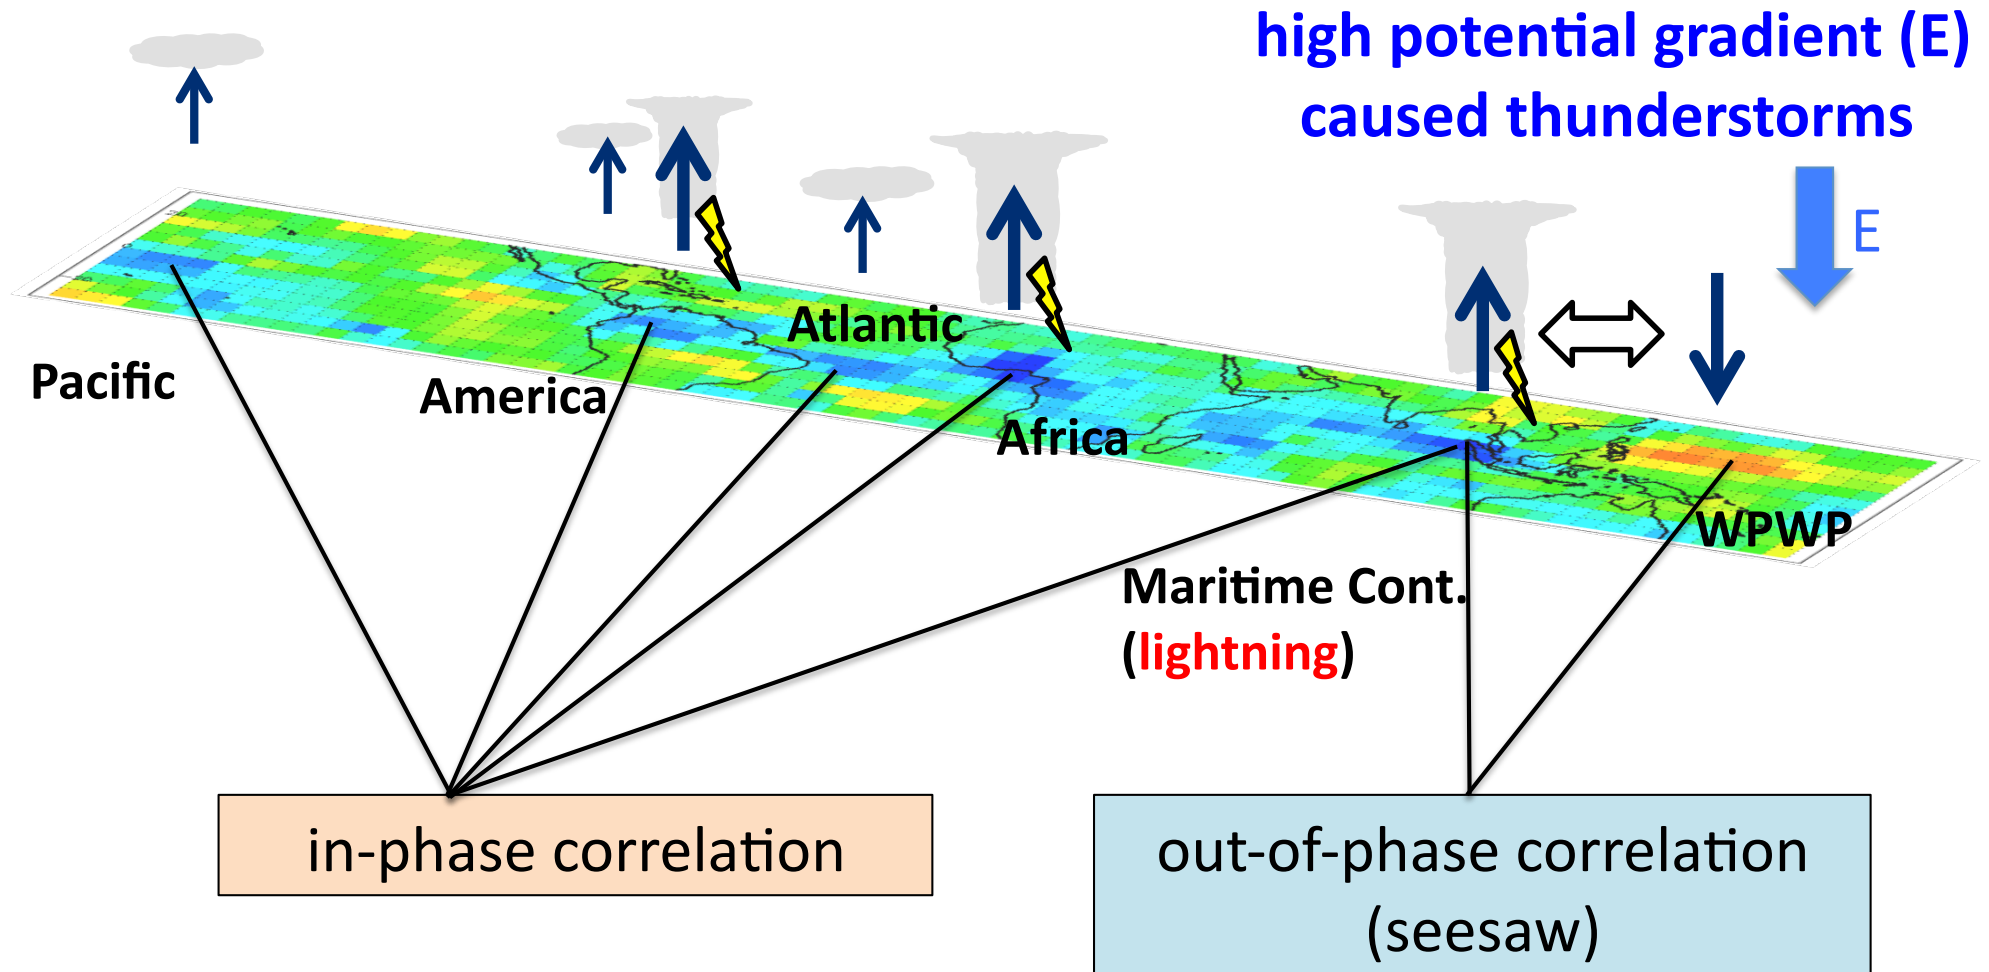 high potential gradient (E)
caused thunderstorms
E
Atlantic
Pacific
America
Africa
WPWP
Maritime Cont.
(lightning)
in-phase correlation
out-of-phase correlation
(seesaw)